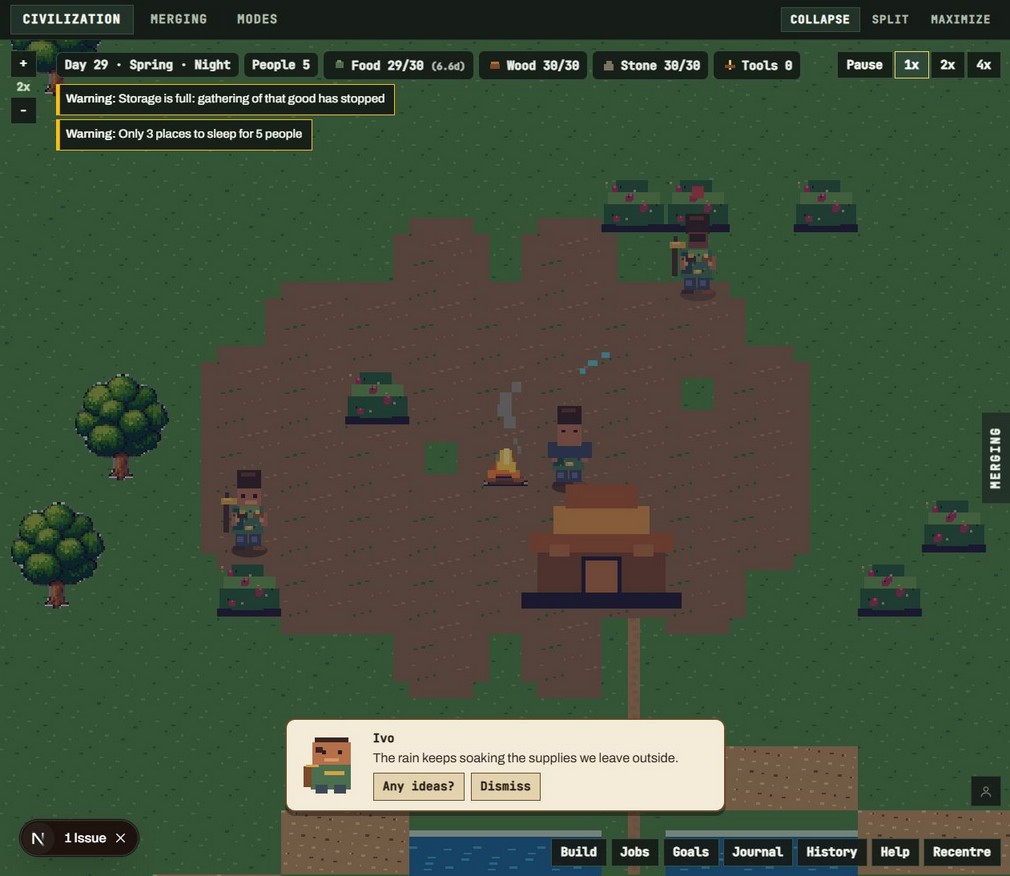 CIVILIZATION MERGING MODES COLLAPSE SPLIT MAXIMIZE
+ Day 29 · Spring · Night People 5 Food 29/30 (6.6d) Wood 30/30 Stone 30/30 Tools 0 Pause 1x 2x 4x
2x
-
Warning: Storage is full: gathering of that good has stopped
Warning: Only 3 places to sleep for 5 people
MERGING
Ivo
The rain keeps soaking the supplies we leave outside.
Any ideas? Dismiss
N 1 Issue ×
Build Jobs Goals Journal History Help Recentre